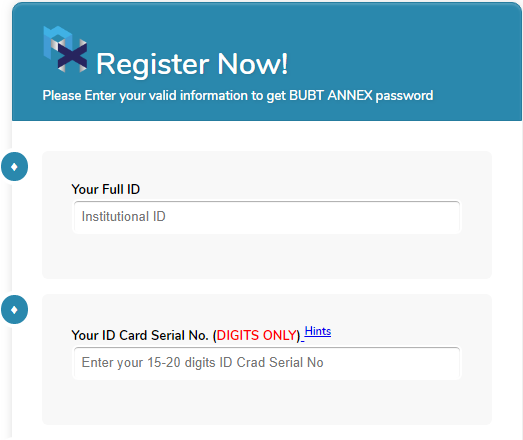 Register Now!
Please Enter your valid information to get BUBT ANNEX password
Your Full ID
Institutional ID
Your ID Card Serial No. (DIGITS ONLY) Hints
Enter your 15-20 digits ID Crad Serial No